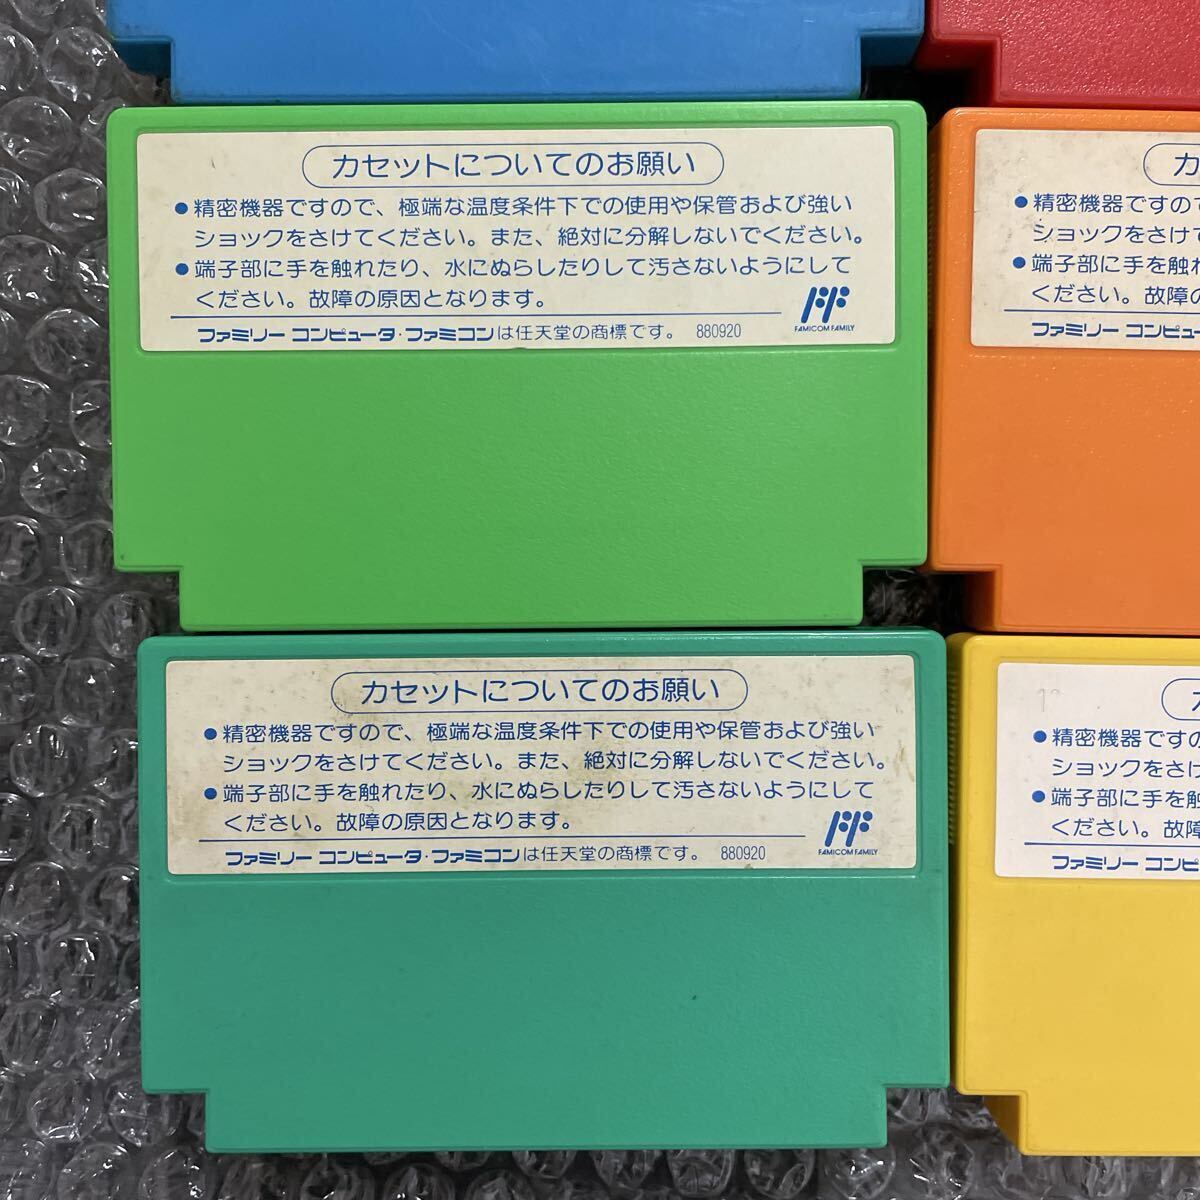 カセットについてのお願い
●精密機器ですので、極端な温度条件下での使用や保管および強い
ショックをさけてください。また、絶対に分解しないでください。
●端子部に手を触れたり、水にぬらしたりして汚さないようにして
ください。故障の原因となります。
FF
FAMICOM FAMILY
ファミリー コンピュータ・ファミコンは任天堂の商標です。 880920
カ
●精密機器ですので
ショックをさけて
●端子部に手を触れ
ください。故障の
ファミリー コンピュ
カセットについてのお願い
●精密機器ですので、極端な温度条件下での使用や保管および強い
ショックをさけてください。また、絶対に分解しないでください。
●端子部に手を触れたり、水にぬらしたりして汚さないようにして
ください。故障の原因となります。
FF
FAMICOM FAMILY
ファミリー コンピュータ・ファミコンは任天堂の商標です。 880920
●精密機器ですの
ショックをさけ
●端子部に手を触
ください。故障
ファミリー コンピ